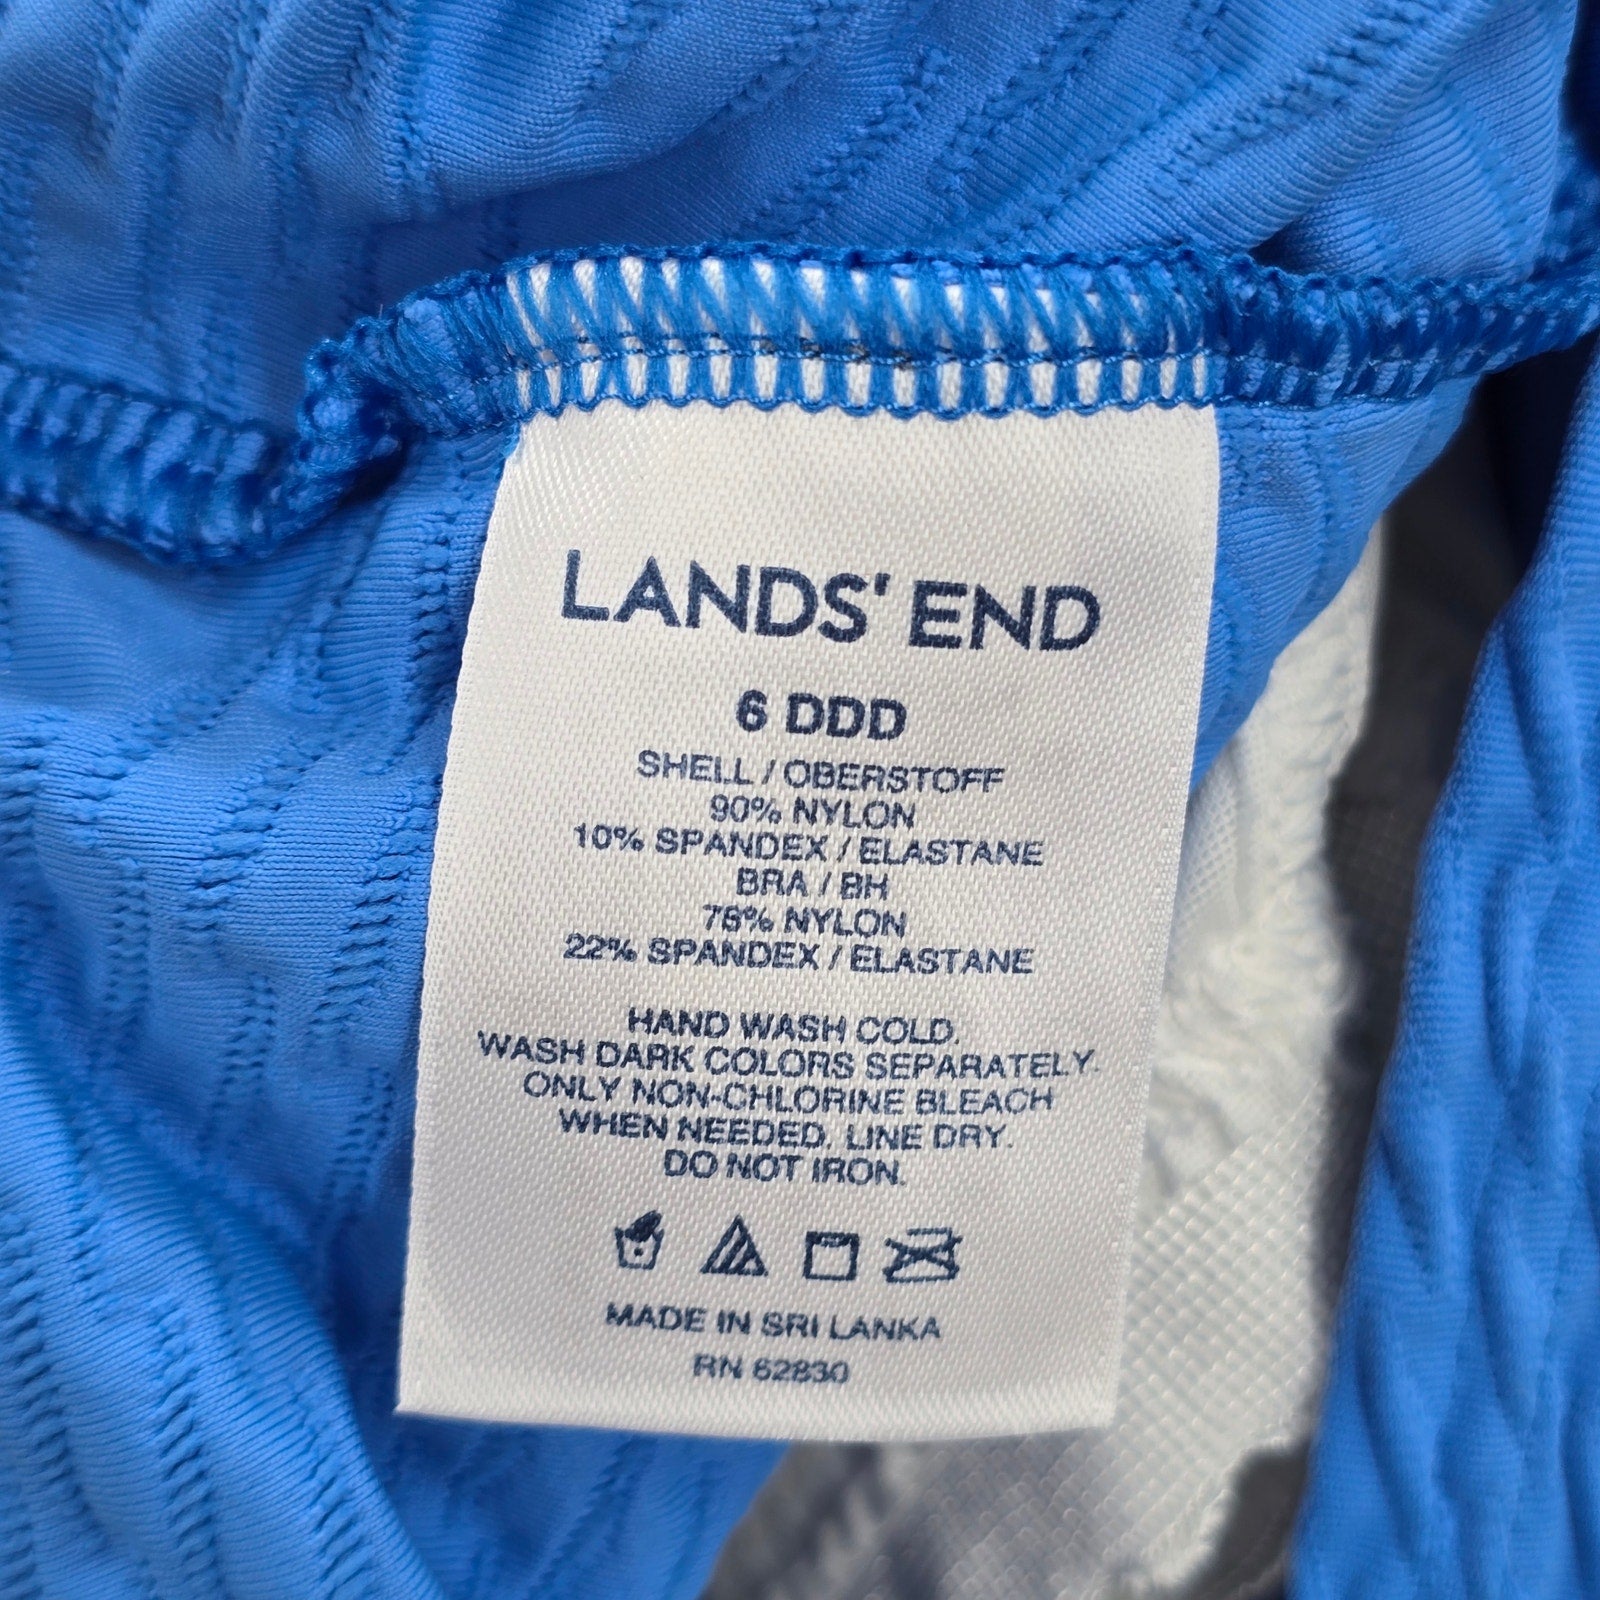 LANDS' END
6 DDD
SHELL / OBERSTOFF
90% NYLON
10% SPANDEX / ELASTANE
BRA / BH
78% NYLON
22% SPANDEX / ELASTANE
HAND WASH COLD.
WASH DARK COLORS SEPARATELY.
ONLY NON-CHLORINE BLEACH
WHEN NEEDED. LINE DRY.
DO NOT IRON.
MADE IN SRI LANKA
RN 62830